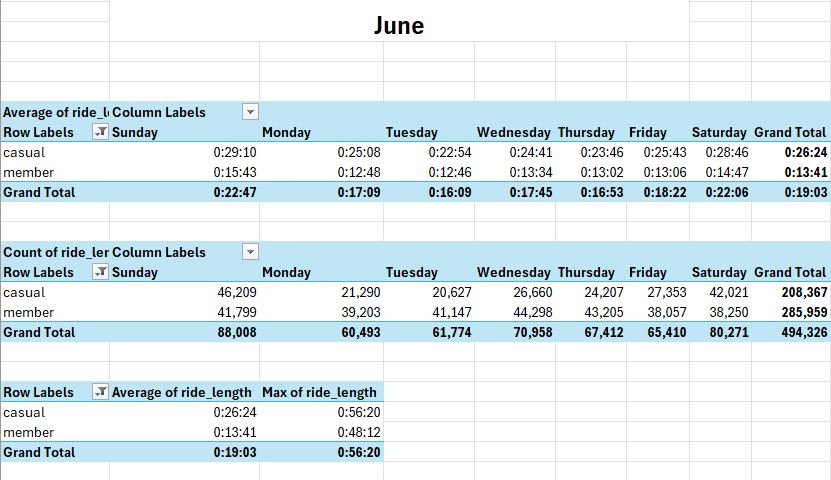 June
Average of ride_l Column Labels
Row Labels Sunday Monday Tuesday Wednesday Thursday Friday Saturday Grand Total
casual 0:29:10 0:25:08 0:22:54 0:24:41 0:23:46 0:25:43 0:28:46 0:26:24
member 0:15:43 0:12:48 0:12:46 0:13:34 0:13:02 0:13:06 0:14:47 0:13:41
Grand Total 0:22:47 0:17:09 0:16:09 0:17:45 0:16:53 0:18:22 0:22:06 0:19:03
Count of ride_ler Column Labels
Row Labels Sunday Monday Tuesday Wednesday Thursday Friday Saturday Grand Total
casual 46,209 21,290 20,627 26,660 24,207 27,353 42,021 208,367
member 41,799 39,203 41,147 44,298 43,205 38,057 38,250 285,959
Grand Total 88,008 60,493 61,774 70,958 67,412 65,410 80,271 494,326
Row Labels Average of ride_length Max of ride_length
casual 0:26:24 0:56:20
member 0:13:41 0:48:12
Grand Total 0:19:03 0:56:20